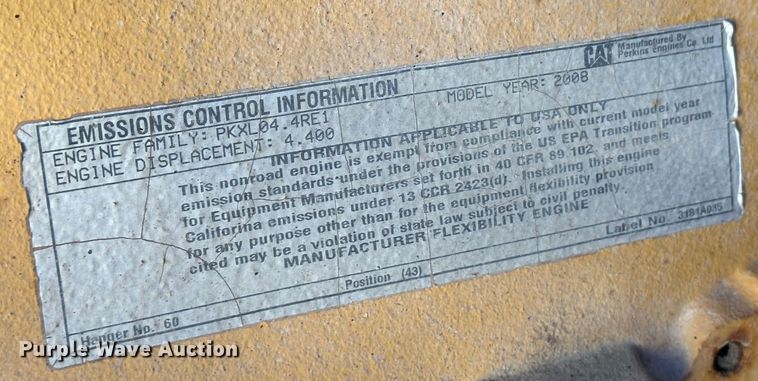 CAT Manufactured By
Perkins Engines Co. Ltd
EMISSIONS CONTROL INFORMATION
MODEL YEAR: 2008
ENGINE FAMILY: PKXL04.4RE1
ENGINE DISPLACEMENT: 4.400
INFORMATION APPLICABLE TO USA ONLY
This nonroad engine is exempt from compliance with current model year
emission standards under the provisions of the US EPA Transition program
for Equipment Manufacturers set forth in 40 CFR 89.102, and meets
California emissions under 13 CCR 2423(d). Installing this engine
for any purpose other than for the equipment flexibility provision
cited may be a violation of state law subject to civil penalty.
MANUFACTURER FLEXIBILITY ENGINE
Hanger No. 60
Position (43)
Label No. 3181A035
Purple Wave Auction